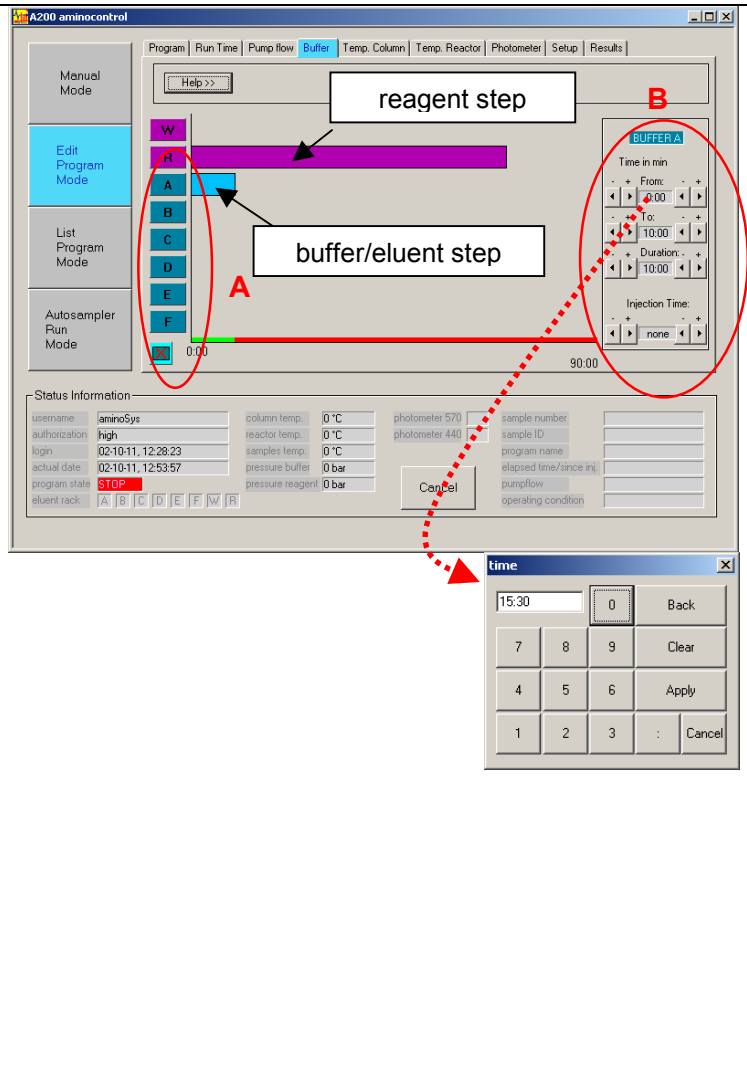 A200 aminocontrol
Program Run Time Pump flow Buffer Temp. Column Temp. Reactor Photometer Setup Results
Manual
Mode
Help >>
reagent step
B
W
BUFFER A
Edit
Program
Mode
R
Time in min
A
- + From: - +
0:00
B
- + To: - +
10:00
List
Program
Mode
C
buffer/eluent step
- + Duration: - +
D
10:00
E
A
Injection Time:
Autosampler
Run
Mode
F
- + - +
none
0:00
90:00
Status Information
username aminoSys column temp. 0 °C photometer 570 sample number
authorization high reactor temp. 0 °C photometer 440 sample ID
login 02-10-11, 12:28:23 samples temp. 0 °C program name
actual date 02-10-11, 12:53:57 pressure buffer 0 bar elapsed time/since inj.
program state STOP pressure reagent 0 bar Cancel pumpflow
eluent rack A B C D E F W R operating condition
time
15:30 0 Back
7 8 9 Clear
4 5 6 Apply
1 2 3 : Cancel